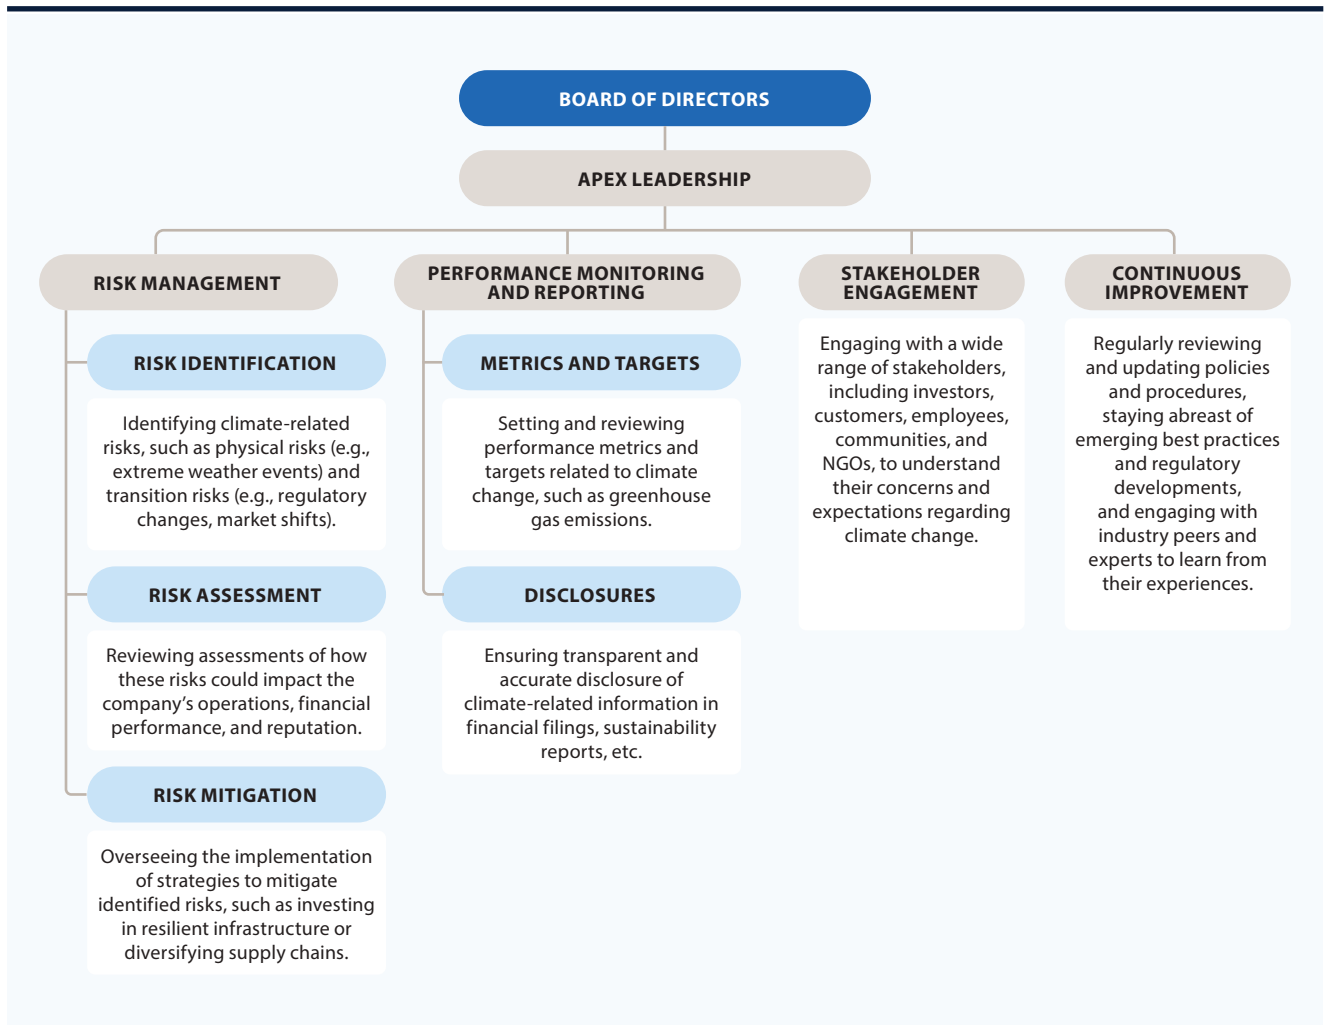 BOARD OF DIRECTORS
APEX LEADERSHIP
RISK MANAGEMENT
RISK IDENTIFICATION
Identifying climate-related
risks, such as physical risks (e.g.,
extreme weather events) and
transition risks (e.g., regulatory
changes, market shifts).
RISK ASSESSMENT
Reviewing assessments of how
these risks could impact the
company’s operations, financial
performance, and reputation.
RISK MITIGATION
Overseeing the implementation
of strategies to mitigate
identified risks, such as investing
in resilient infrastructure or
diversifying supply chains.
PERFORMANCE MONITORING
AND REPORTING
METRICS AND TARGETS
Setting and reviewing
performance metrics and
targets related to climate
change, such as greenhouse
gas emissions.
DISCLOSURES
Ensuring transparent and
accurate disclosure of
climate-related information in
financial filings, sustainability
reports, etc.
STAKEHOLDER
ENGAGEMENT
Engaging with a wide
range of stakeholders,
including investors,
customers, employees,
communities, and
NGOs, to understand
their concerns and
expectations regarding
climate change.
CONTINUOUS
IMPROVEMENT
Regularly reviewing
and updating policies
and procedures,
staying abreast of
emerging best practices
and regulatory
developments,
and engaging with
industry peers and
experts to learn from
their experiences.